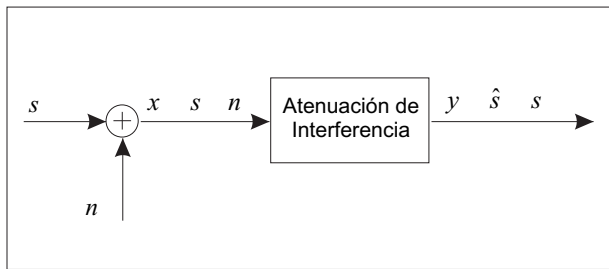 s
+
x s n
Atenuación de
Interferencia
y ŝ s
n